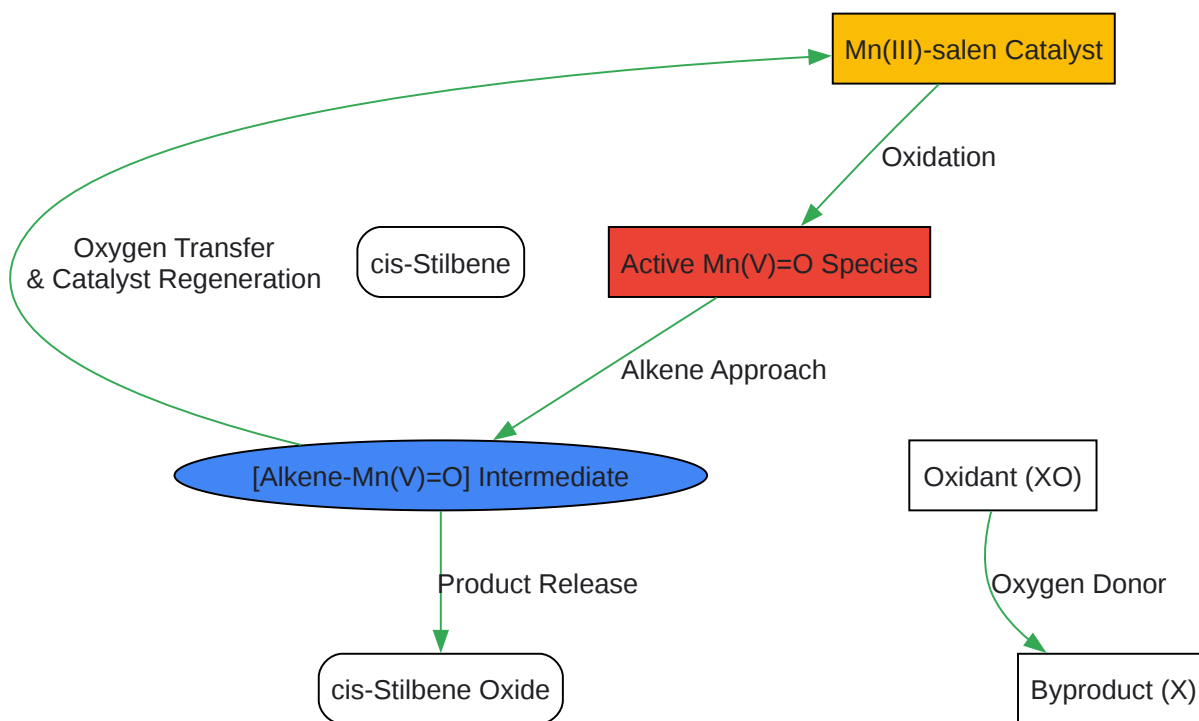 Mn(III)-salen Catalyst
Oxidation
Oxygen Transfer
& Catalyst Regeneration
cis-Stilbene
Active Mn(V)=O Species
Alkene Approach
[Alkene-Mn(V)=O] Intermediate
Oxidant (XO)
Product Release
Oxygen Donor
cis-Stilbene Oxide
Byproduct (X)